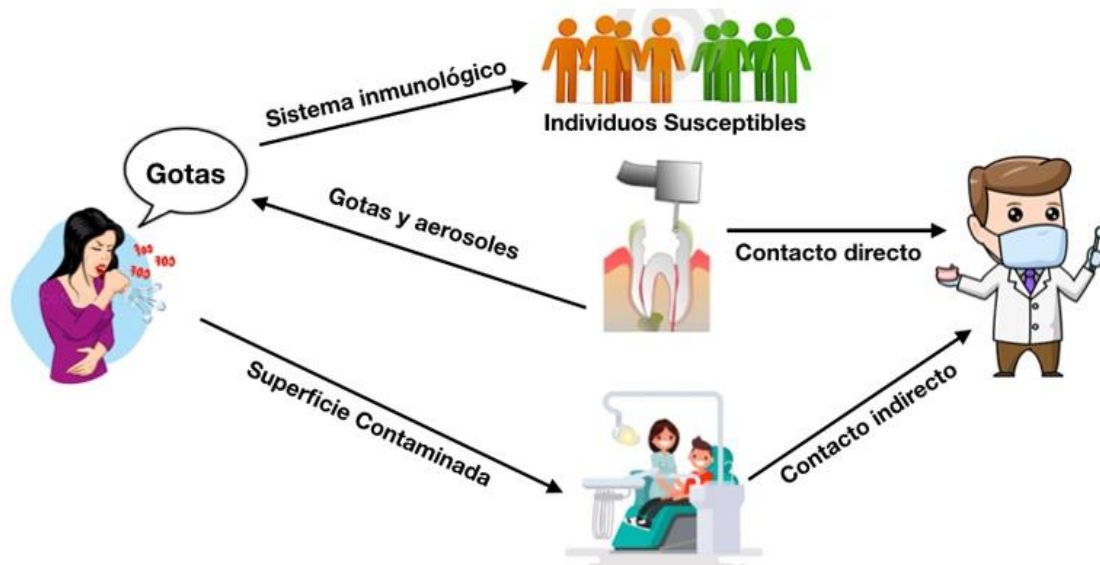 Sistema inmunológico
Individuos Susceptibles
Gotas
Gotas y aerosoles
Contacto directo
Superficie Contaminada
Contacto indirecto